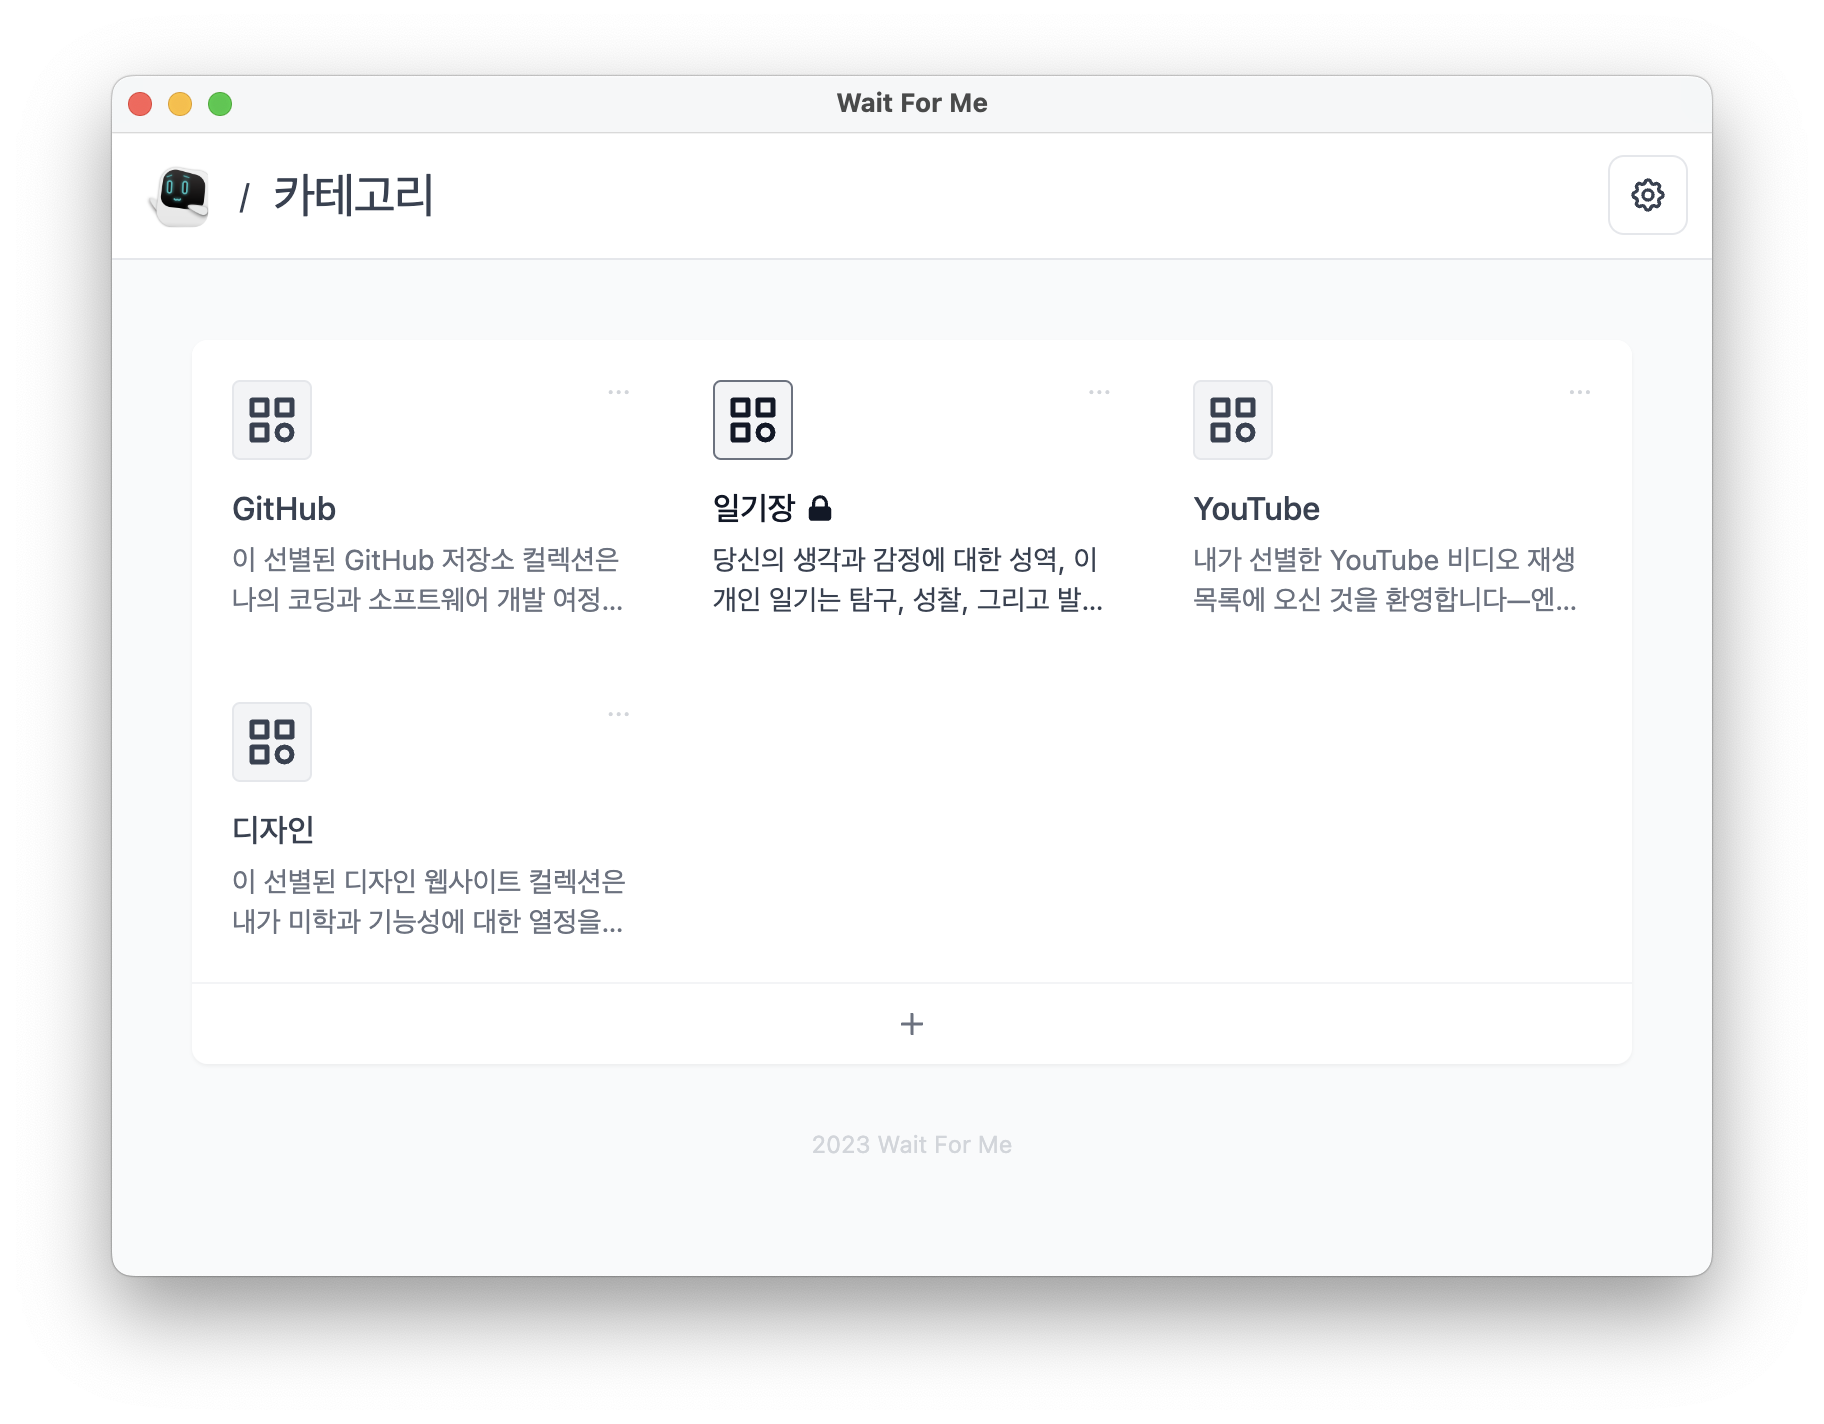 Wait For Me
/ 카테고리
GitHub
이 선별된 GitHub 저장소 컬렉션은
나의 코딩과 소프트웨어 개발 여정...
일기장
당신의 생각과 감정에 대한 성역, 이
개인 일기는 탐구, 성찰, 그리고 발...
YouTube
내가 선별한 YouTube 비디오 재생
목록에 오신 것을 환영합니다—엔...
디자인
이 선별된 디자인 웹사이트 컬렉션은
내가 미학과 기능성에 대한 열정을...
2023 Wait For Me